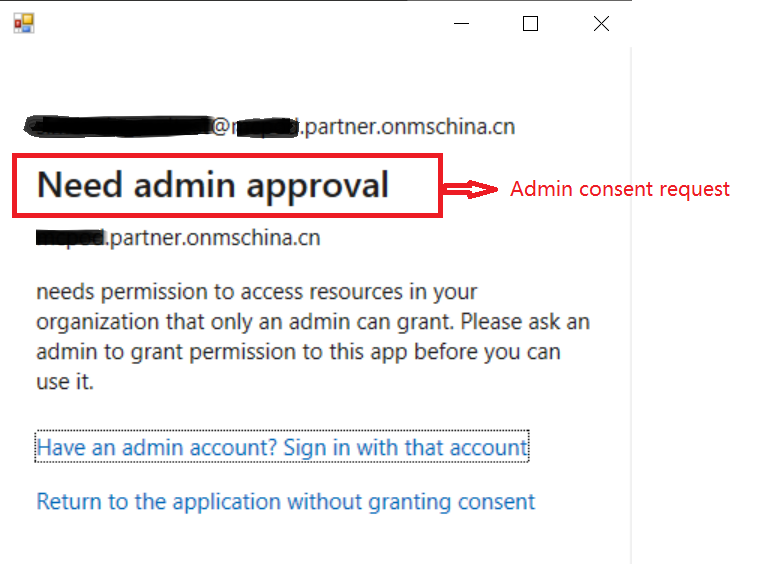 @ .partner.onmschina.cn
Need admin approval
Admin consent request
.partner.onmschina.cn
needs permission to access resources in your
organization that only an admin can grant. Please ask an
admin to grant permission to this app before you can
use it.
Have an admin account? Sign in with that account
Return to the application without granting consent